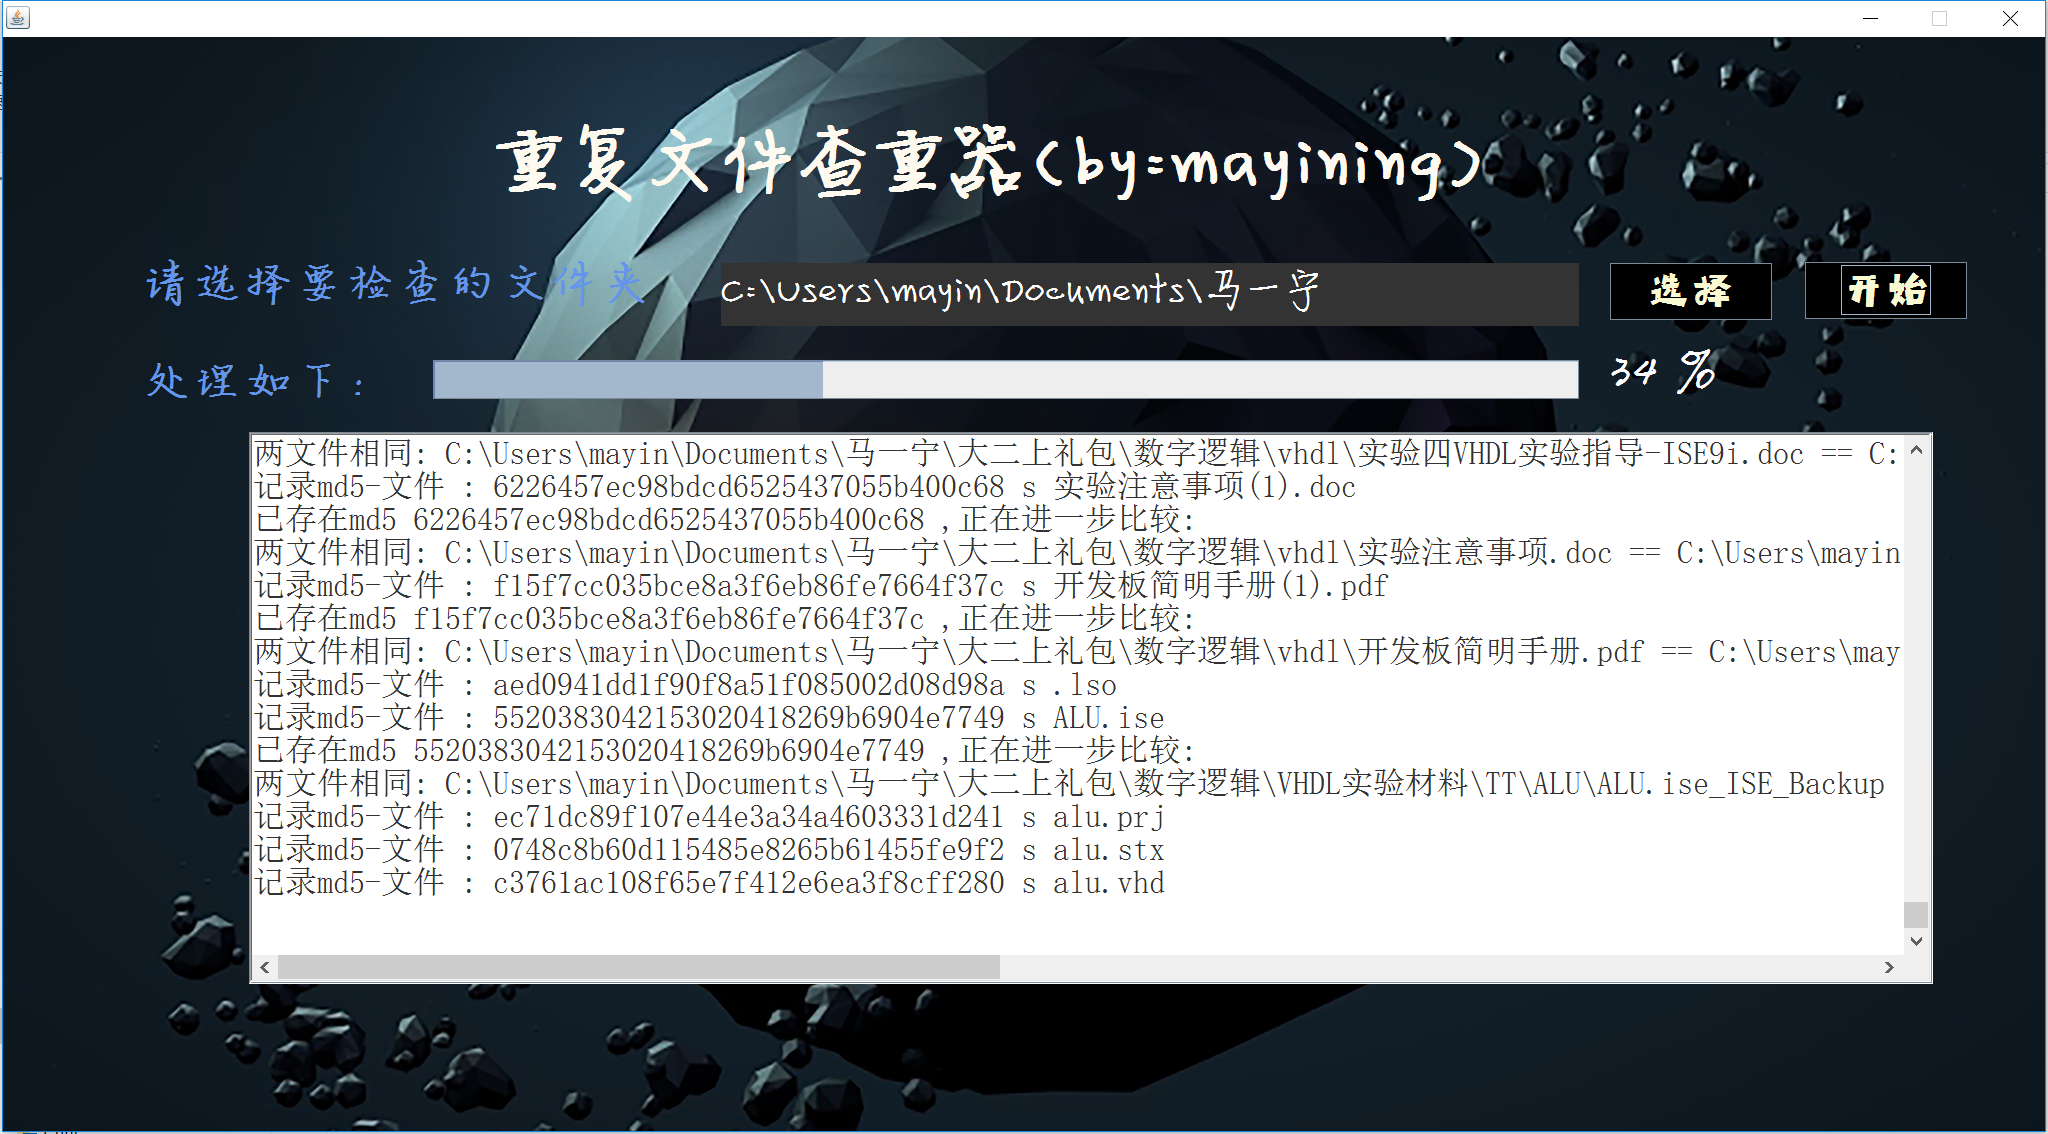 重复文件查重器(by:mayining)
请选择要检查的文件夹 C:\Users\mayin\Documents\马一宁 选择 开始
处理如下： 34 %
两文件相同: C:\Users\mayin\Documents\马一宁\大二上礼包\数字逻辑\vhdl\实验四VHDL实验指导-ISE9i.doc == C:
记录md5-文件 : 6226457ec98bdcd6525437055b400c68 s 实验注意事项(1).doc
已存在md5 6226457ec98bdcd6525437055b400c68 ,正在进一步比较:
两文件相同: C:\Users\mayin\Documents\马一宁\大二上礼包\数字逻辑\vhdl\实验注意事项.doc == C:\Users\mayin
记录md5-文件 : f15f7cc035bce8a3f6eb86fe7664f37c s 开发板简明手册(1).pdf
已存在md5 f15f7cc035bce8a3f6eb86fe7664f37c ,正在进一步比较:
两文件相同: C:\Users\mayin\Documents\马一宁\大二上礼包\数字逻辑\vhdl\开发板简明手册.pdf == C:\Users\may
记录md5-文件 : aed0941dd1f90f8a51f085002d08d98a s .lso
记录md5-文件 : 5520383042153020418269b6904e7749 s ALU.ise
已存在md5 5520383042153020418269b6904e7749 ,正在进一步比较:
两文件相同: C:\Users\mayin\Documents\马一宁\大二上礼包\数字逻辑\VHDL实验材料\TT\ALU\ALU.ise_ISE_Backup
记录md5-文件 : ec71dc89f107e44e3a34a4603331d241 s alu.prj
记录md5-文件 : 0748c8b60d115485e8265b61455fe9f2 s alu.stx
记录md5-文件 : c3761ac108f65e7f412e6ea3f8cff280 s alu.vhd